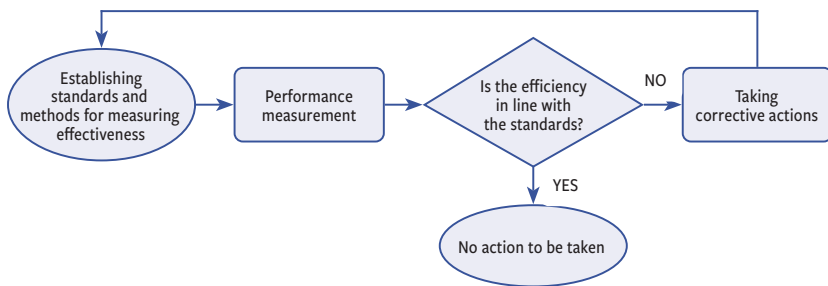 Establishing
standards and
methods for measuring
effectiveness
Performance
measurement
Is the efficiency
in line with
the standards?
NO
Taking
corrective actions
YES
No action to be taken